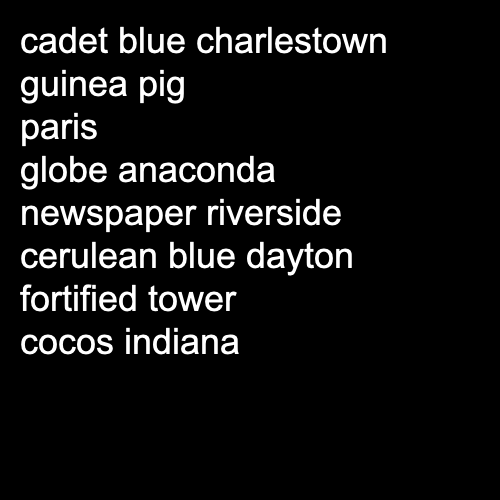 cadet blue charlestown
guinea pig
paris
globe anaconda
newspaper riverside
cerulean blue dayton
fortified tower
cocos indiana